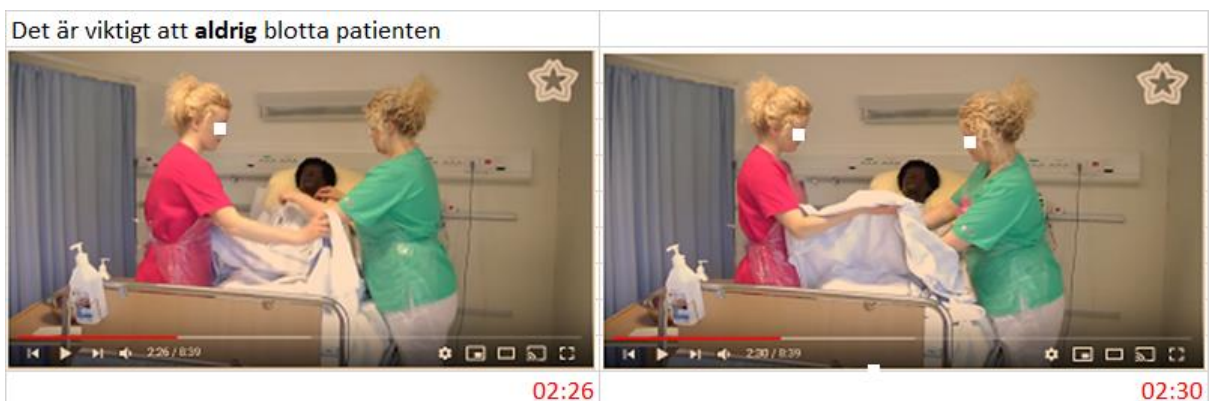 Det är viktigt att aldrig blotta patienten
2:26 / 8:39
2:30 / 8:39
02:26
02:30